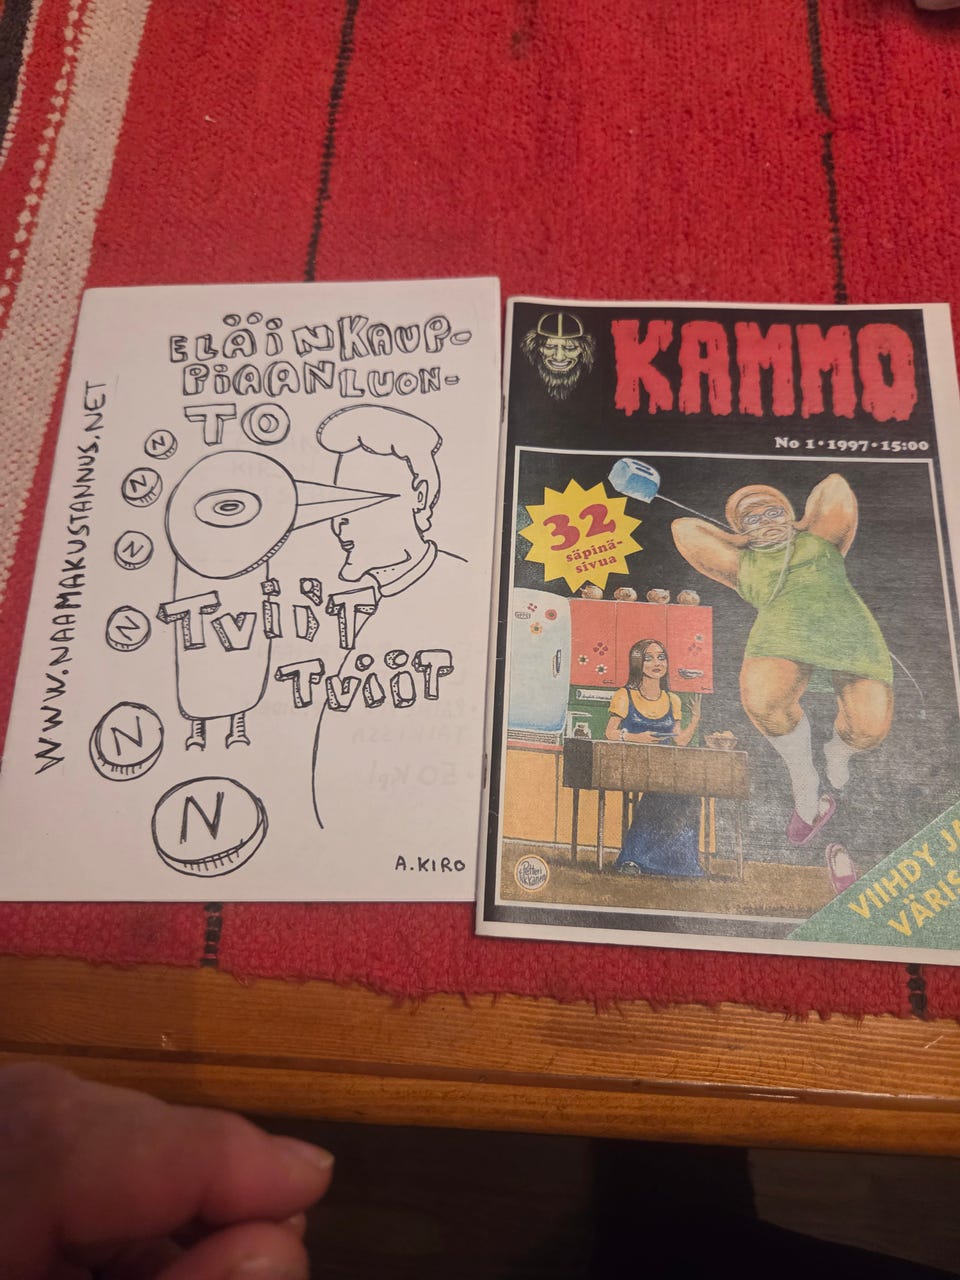 ELÄINKAUP-
PIAANLUON-
TO
WWW.NAAMAKUSTANNUS.NET
N
N
N
N
N
N
TViiT
TViiT
A.KIRO
KAMMO
No 1 • 1997 • 15:00
32
säpinä-
sivua
Petteri
VIIHDY JA
VÄRIS